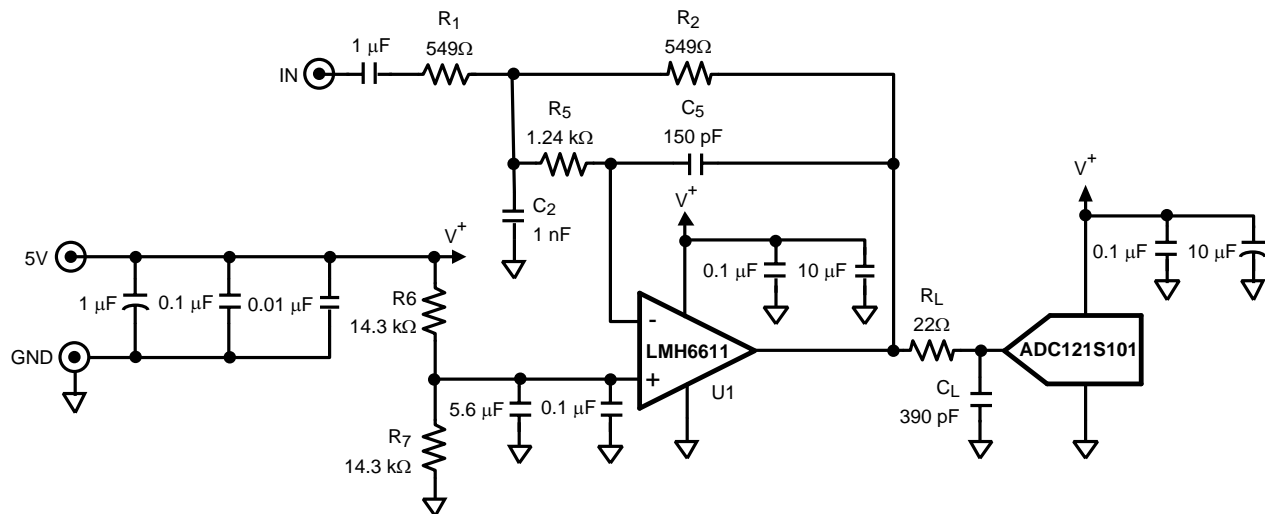 R1
549Ω
1 μF
IN
R2
549Ω
R5
1.24 kΩ
C5
150 pF
C2
1 nF
V+
0.1 μF
10 μF
V+
0.1 μF
10 μF
5V
V+
1 μF
0.1 μF
0.01 μF
R6
14.3 kΩ
GND
-
LMH6611
+
U1
RL
22Ω
ADC121S101
CL
390 pF
5.6 μF
0.1 μF
R7
14.3 kΩ